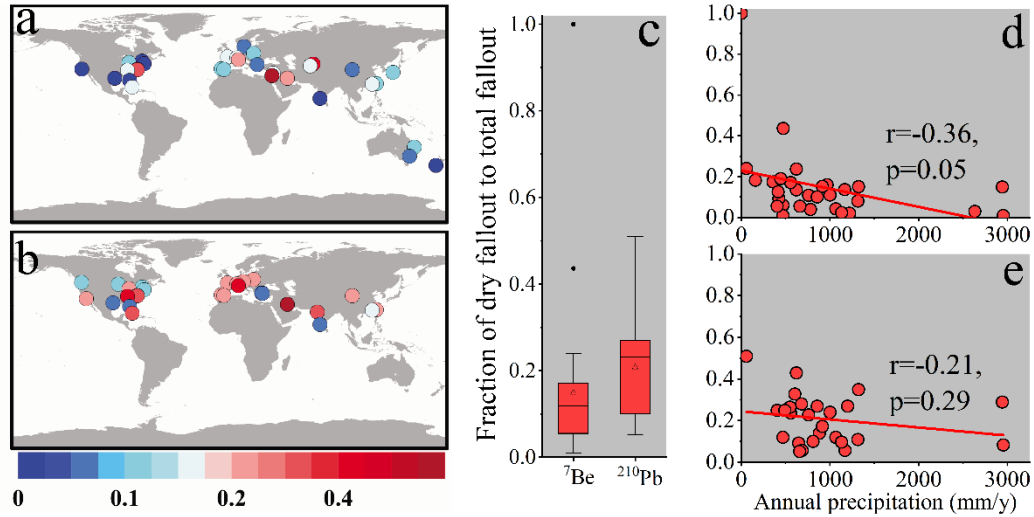 a
b
0 0.1 0.2 0.4
c
Fraction of dry fallout to total fallout
1.0
0.8
0.6
0.4
0.2
0.0
⁷Be ²¹⁰Pb
d
1.0
0.8
0.6
0.4
0.2
0.0
r=-0.36,
p=0.05
0 1000 2000 3000
e
1.0
0.8
0.6
0.4
0.2
0.0
r=-0.21,
p=0.29
0 1000 2000 3000
Annual precipitation (mm/y)